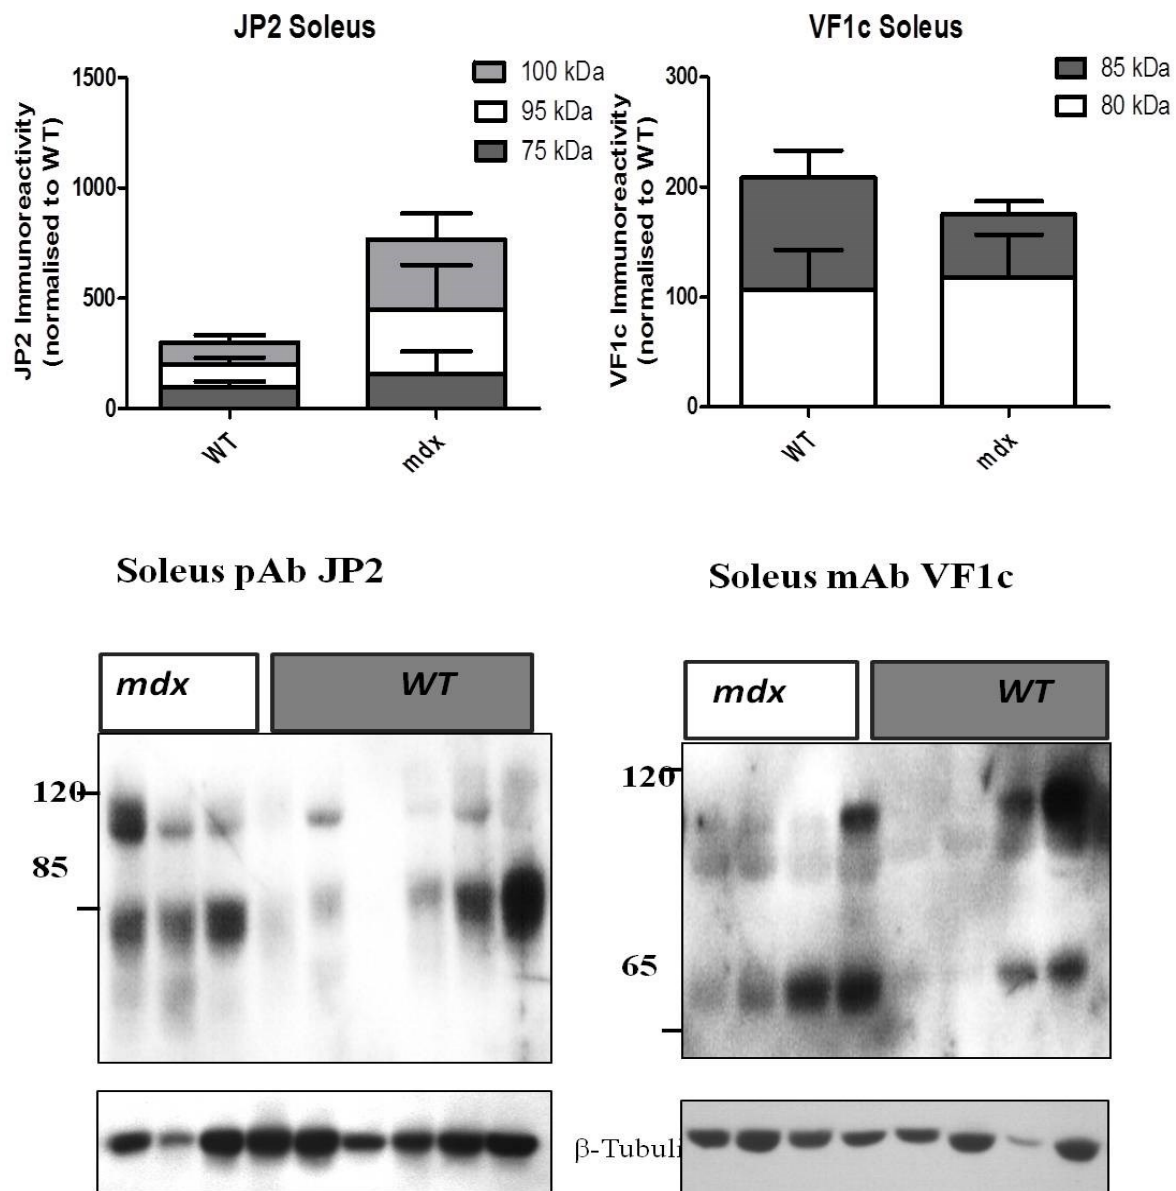 JP2 Soleus
JP2 Immunoreactivity
(normalised to WT)
1500
1000
500
0
100 kDa
95 kDa
75 kDa
WT
mdx
VF1c Soleus
VF1c Immunoreactivity
(normalised to WT)
300
200
100
0
85 kDa
80 kDa
WT
mdx
Soleus pAb JP2
mdx
WT
120
85
Soleus mAb VF1c
mdx
WT
120
65
β-Tubuli